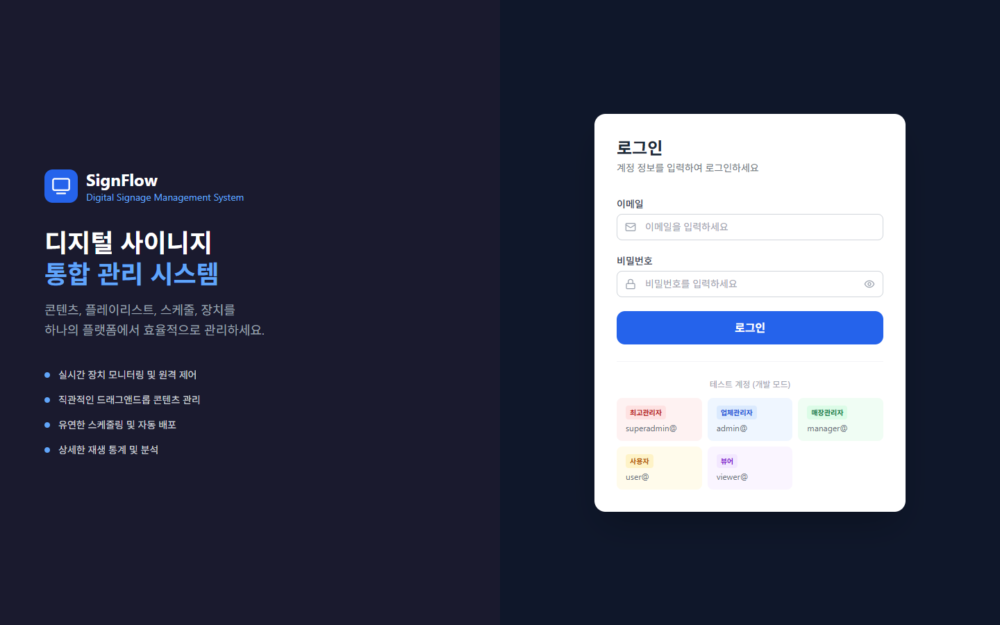 SignFlow
Digital Signage Management System
디지털 사이니지
통합 관리 시스템
콘텐츠, 플레이리스트, 스케줄, 장치를
하나의 플랫폼에서 효율적으로 관리하세요.
실시간 장치 모니터링 및 원격 제어
직관적인 드래그앤드롭 콘텐츠 관리
유연한 스케줄링 및 자동 배포
상세한 재생 통계 및 분석
로그인
계정 정보를 입력하여 로그인하세요
이메일
이메일을 입력하세요
비밀번호
비밀번호를 입력하세요
로그인
테스트 계정 (개발 모드)
최고관리자
superadmin@
업체관리자
admin@
매장관리자
manager@
사용자
user@
뷰어
viewer@